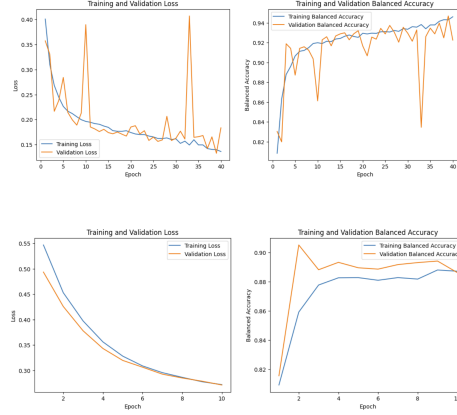 Training and Validation Loss
Training and Validation Balanced Accuracy
0.40
0.35
0.30
0.25
0.20
0.15
Loss
Training Loss
Validation Loss
0 5 10 15 20 25 30 35 40
Epoch
0.94
0.92
0.90
0.88
0.86
0.84
0.82
Balanced Accuracy
Training Balanced Accuracy
Validation Balanced Accuracy
0 5 10 15 20 25 30 35 40
Epoch
Training and Validation Loss
Training and Validation Balanced Accuracy
0.55
0.50
0.45
0.40
0.35
0.30
Loss
Training Loss
Validation Loss
2 4 6 8 10
Epoch
0.90
0.88
0.86
0.84
0.82
Balanced Accuracy
Training Balanced Accuracy
Validation Balanced Accurac
2 4 6 8 1
Epoch